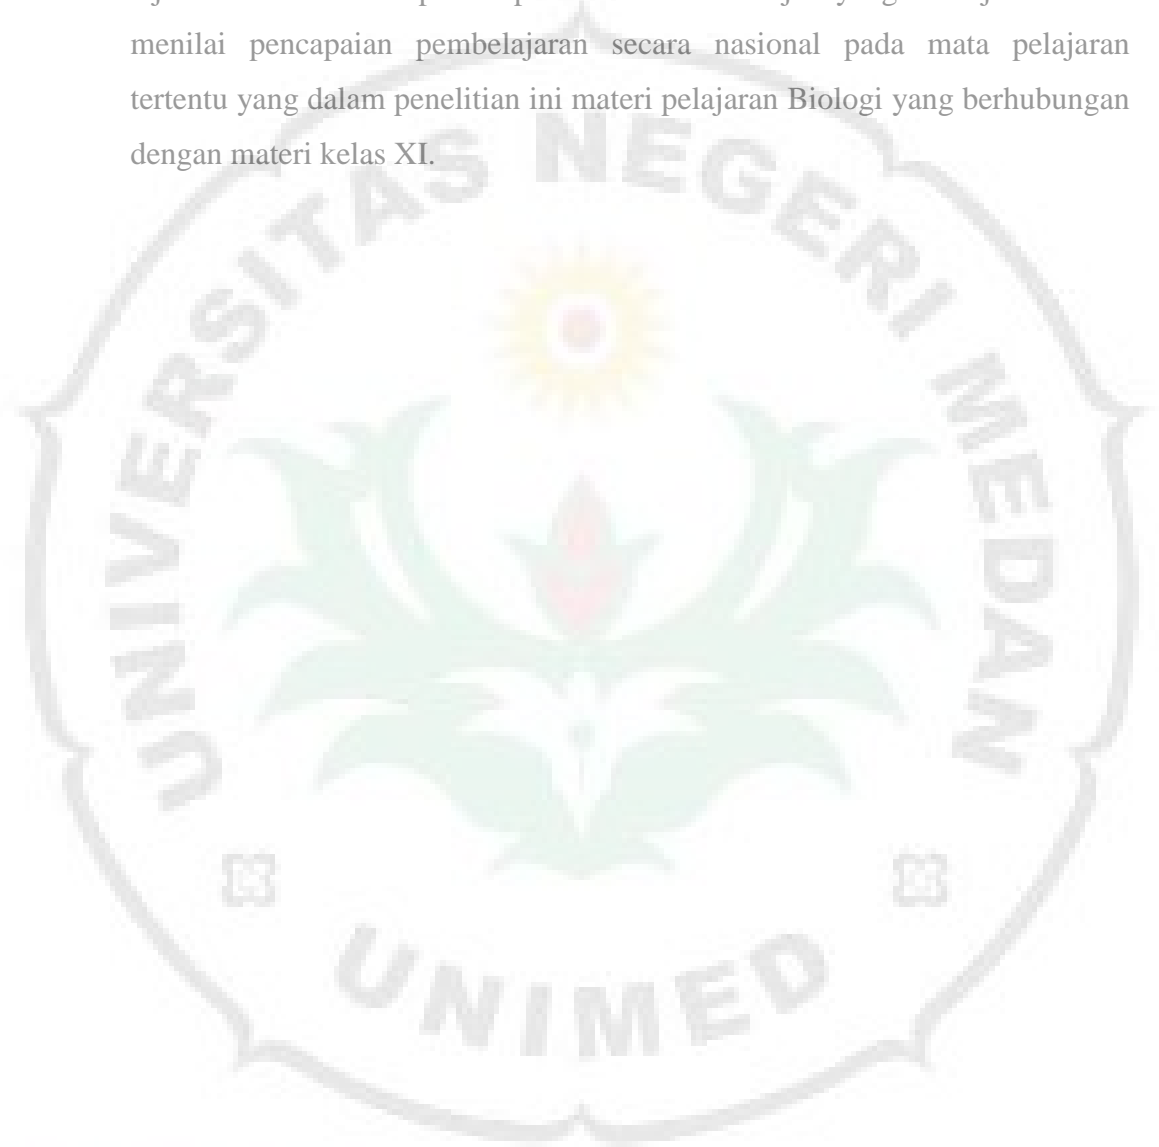 menilai pencapaian pembelajaran secara nasional pada mata pelajaran
tertentu yang dalam penelitian ini materi pelajaran Biologi yang berhubungan
dengan materi kelas XI.
UNIVERSITAS NEGERI MEDAN
UNIMED